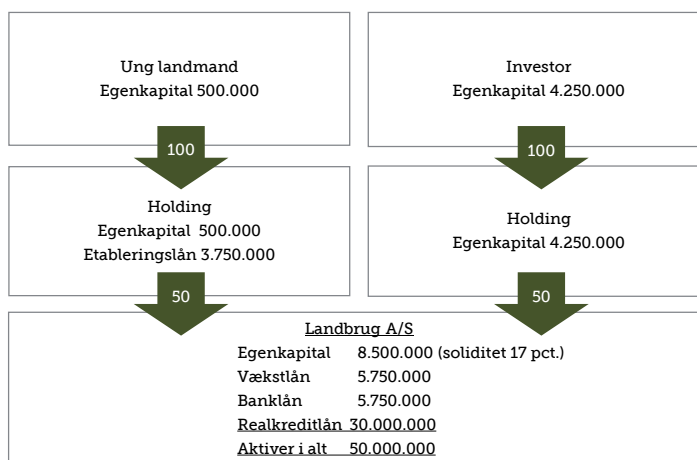 Ung landmand
Egenkapital 500.000
Investor
Egenkapital 4.250.000
100
100
Holding
Egenkapital 500.000
Etableringslån 3.750.000
Holding
Egenkapital 4.250.000
50
50
Landbrug A/S
Egenkapital 8.500.000 (soliditet 17 pct.)
Vækstlån 5.750.000
Banklån 5.750.000
Realkreditlån 30.000.000
Aktiver i alt 50.000.000